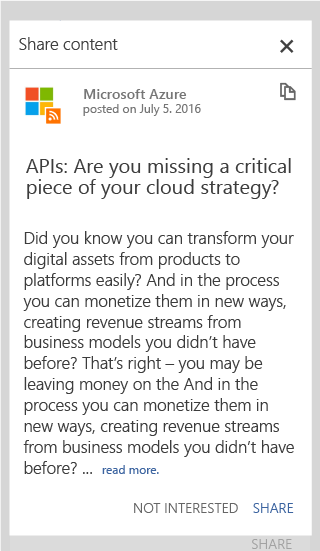 Share content
Microsoft Azure
posted on July 5. 2016
APIs: Are you missing a critical
piece of your cloud strategy?
Did you know you can transform your
digital assets from products to
platforms easily? And in the process
you can monetize them in new ways,
creating revenue streams from
business models you didn’t have
before? That’s right – you may be
leaving money on the And in the
process you can monetize them in
new ways, creating revenue streams
from business models you didn’t have
before? ... read more.
NOT INTERESTED SHARE
SHARE